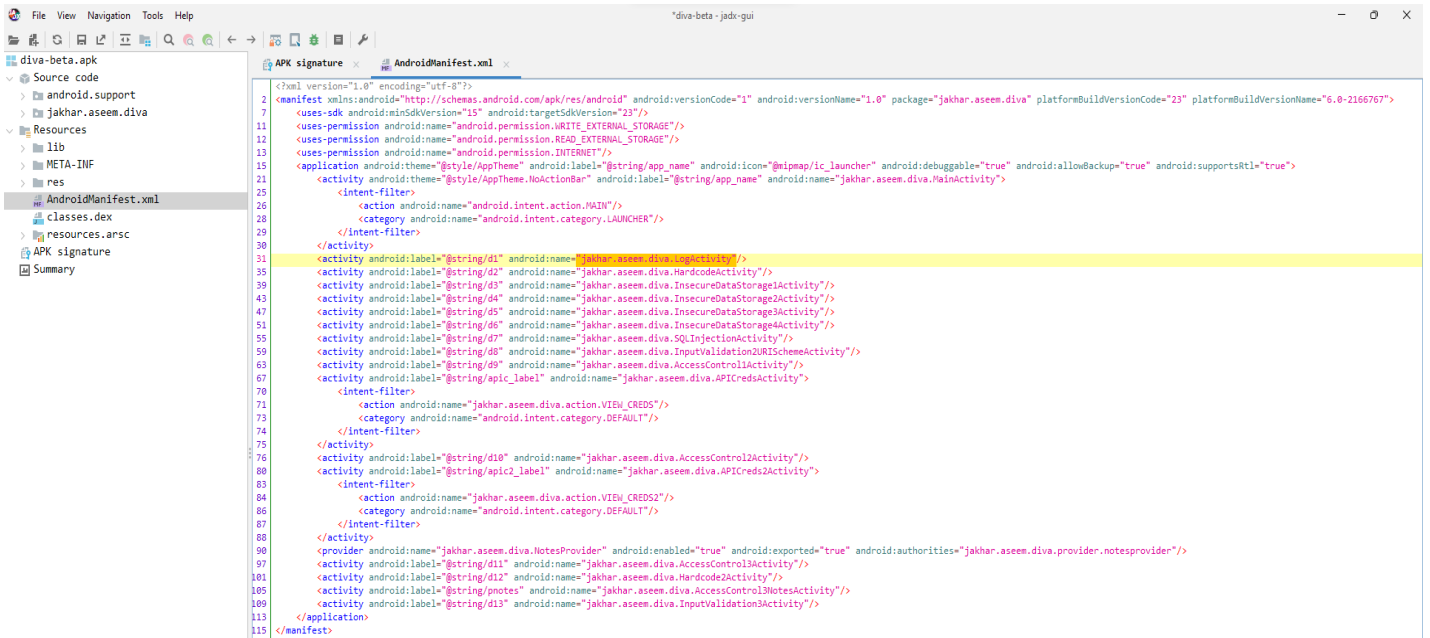 File View Navigation Tools Help
*diva-beta - jadx-gui
diva-beta.apk
Source code
android.support
jakhar.aseem.diva
Resources
lib
META-INF
res
AndroidManifest.xml
classes.dex
resources.arsc
APK signature
Summary
APK signature
AndroidManifest.xml
<?xml version="1.0" encoding="utf-8"?>
2 <manifest xmlns:android="http://schemas.android.com/apk/res/android" android:versionCode="1" android:versionName="1.0" package="jakhar.aseem.diva" platformBuildVersionCode="23" platformBuildVersionName="6.0-2166767">
7 <uses-sdk android:minSdkVersion="15" android:targetSdkVersion="23"/>
11 <uses-permission android:name="android.permission.WRITE_EXTERNAL_STORAGE"/>
12 <uses-permission android:name="android.permission.READ_EXTERNAL_STORAGE"/>
13 <uses-permission android:name="android.permission.INTERNET"/>
15 <application android:theme="@style/AppTheme" android:label="@string/app_name" android:icon="@mipmap/ic_launcher" android:debuggable="true" android:allowBackup="true" android:supportsRtl="true">
21 <activity android:theme="@style/AppTheme.NoActionBar" android:label="@string/app_name" android:name="jakhar.aseem.diva.MainActivity">
25 <intent-filter>
26 <action android:name="android.intent.action.MAIN"/>
28 <category android:name="android.intent.category.LAUNCHER"/>
29 </intent-filter>
30 </activity>
31 <activity android:label="@string/d1" android:name="jakhar.aseem.diva.LogActivity"/>
35 <activity android:label="@string/d2" android:name="jakhar.aseem.diva.HardcodeActivity"/>
39 <activity android:label="@string/d3" android:name="jakhar.aseem.diva.InsecureDataStorage1Activity"/>
43 <activity android:label="@string/d4" android:name="jakhar.aseem.diva.InsecureDataStorage2Activity"/>
47 <activity android:label="@string/d5" android:name="jakhar.aseem.diva.InsecureDataStorage3Activity"/>
51 <activity android:label="@string/d6" android:name="jakhar.aseem.diva.InsecureDataStorage4Activity"/>
55 <activity android:label="@string/d7" android:name="jakhar.aseem.diva.SQLInjectionActivity"/>
59 <activity android:label="@string/d8" android:name="jakhar.aseem.diva.InputValidation2URISchemeActivity"/>
63 <activity android:label="@string/d9" android:name="jakhar.aseem.diva.AccessControl1Activity"/>
67 <activity android:label="@string/apic_label" android:name="jakhar.aseem.diva.APICredsActivity">
70 <intent-filter>
71 <action android:name="jakhar.aseem.diva.action.VIEW_CREDS"/>
73 <category android:name="android.intent.category.DEFAULT"/>
74 </intent-filter>
75 </activity>
76 <activity android:label="@string/d10" android:name="jakhar.aseem.diva.AccessControl2Activity"/>
80 <activity android:label="@string/apic2_label" android:name="jakhar.aseem.diva.APICreds2Activity">
83 <intent-filter>
84 <action android:name="jakhar.aseem.diva.action.VIEW_CREDS2"/>
86 <category android:name="android.intent.category.DEFAULT"/>
87 </intent-filter>
88 </activity>
90 <provider android:name="jakhar.aseem.diva.NotesProvider" android:enabled="true" android:exported="true" android:authorities="jakhar.aseem.diva.provider.notesprovider"/>
97 <activity android:label="@string/d11" android:name="jakhar.aseem.diva.AccessControl3Activity"/>
101 <activity android:label="@string/d12" android:name="jakhar.aseem.diva.Hardcode2Activity"/>
105 <activity android:label="@string/pnotes" android:name="jakhar.aseem.diva.AccessControl3NotesActivity"/>
109 <activity android:label="@string/d13" android:name="jakhar.aseem.diva.InputValidation3Activity"/>
113 </application>
115 </manifest>